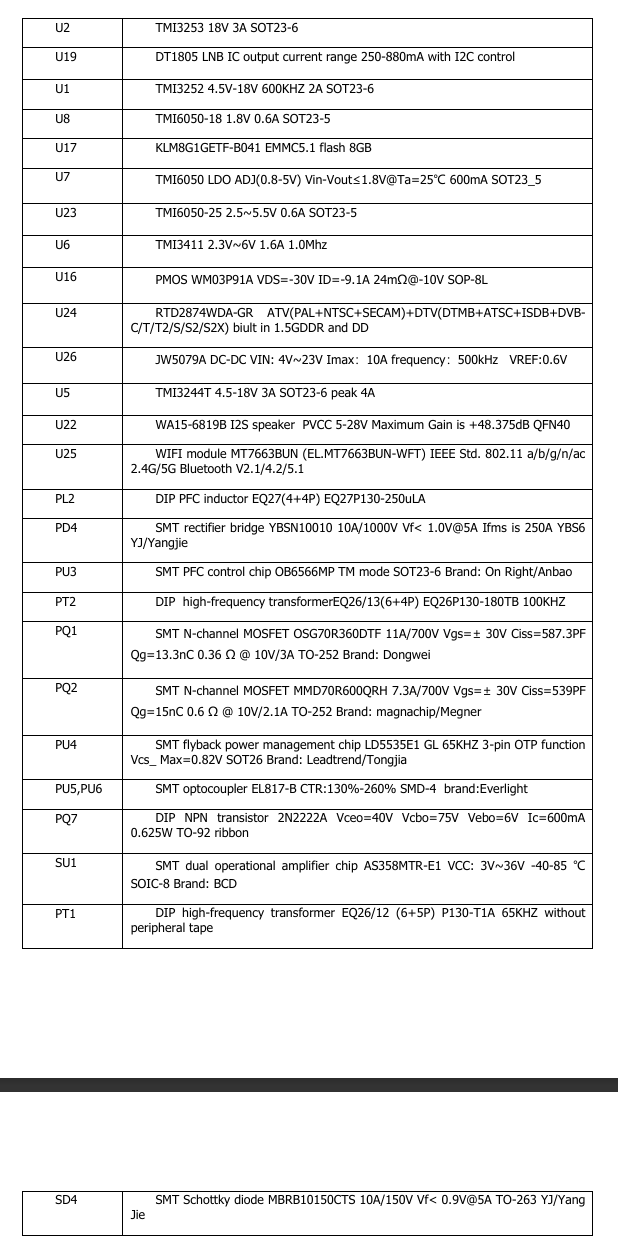 U2 TMI3253 18V 3A SOT23-6
U19 DT1805 LNB IC output current range 250-880mA with I2C control
U1 TMI3252 4.5V-18V 600KHZ 2A SOT23-6
U8 TMI6050-18 1.8V 0.6A SOT23-5
U17 KLM8G1GETF-B041 EMMC5.1 flash 8GB
U7 TMI6050 LDO ADJ(0.8-5V) Vin-Vout≤1.8V@Ta=25℃ 600mA SOT23_5
U23 TMI6050-25 2.5~5.5V 0.6A SOT23-5
U6 TMI3411 2.3V~6V 1.6A 1.0Mhz
U16 PMOS WM03P91A VDS=-30V ID=-9.1A 24mΩ@-10V SOP-8L
U24 RTD2874WDA-GR ATV(PAL+NTSC+SECAM)+DTV(DTMB+ATSC+ISDB+DVB-
C/T/T2/S/S2/S2X) biult in 1.5GDDR and DD
U26 JW5079A DC-DC VIN: 4V~23V Imax：10A frequency：500kHz VREF:0.6V
U5 TMI3244T 4.5-18V 3A SOT23-6 peak 4A
U22 WA15-6819B I2S speaker PVCC 5-28V Maximum Gain is +48.375dB QFN40
U25 WIFI module MT7663BUN (EL.MT7663BUN-WFT) IEEE Std. 802.11 a/b/g/n/ac
2.4G/5G Bluetooth V2.1/4.2/5.1
PL2 DIP PFC inductor EQ27(4+4P) EQ27P130-250uLA
PD4 SMT rectifier bridge YBSN10010 10A/1000V Vf< 1.0V@5A Ifms is 250A YBS6
YJ/Yangjie
PU3 SMT PFC control chip OB6566MP TM mode SOT23-6 Brand: On Right/Anbao
PT2 DIP high-frequency transformerEQ26/13(6+4P) EQ26P130-180TB 100KHZ
PQ1 SMT N-channel MOSFET OSG70R360DTF 11A/700V Vgs=± 30V Ciss=587.3PF
Qg=13.3nC 0.36 Ω @ 10V/3A TO-252 Brand: Dongwei
PQ2 SMT N-channel MOSFET MMD70R600QRH 7.3A/700V Vgs=± 30V Ciss=539PF
Qg=15nC 0.6 Ω @ 10V/2.1A TO-252 Brand: magnachip/Megner
PU4 SMT flyback power management chip LD5535E1 GL 65KHZ 3-pin OTP function
Vcs_ Max=0.82V SOT26 Brand: Leadtrend/Tongjia
PU5,PU6 SMT optocoupler EL817-B CTR:130%-260% SMD-4 brand:Everlight
PQ7 DIP NPN transistor 2N2222A Vceo=40V Vcbo=75V Vebo=6V Ic=600mA
0.625W TO-92 ribbon
SU1 SMT dual operational amplifier chip AS358MTR-E1 VCC: 3V~36V -40-85 ℃
SOIC-8 Brand: BCD
PT1 DIP high-frequency transformer EQ26/12 (6+5P) P130-T1A 65KHZ without
peripheral tape
SD4 SMT Schottky diode MBRB10150CTS 10A/150V Vf< 0.9V@5A TO-263 YJ/Yang
Jie